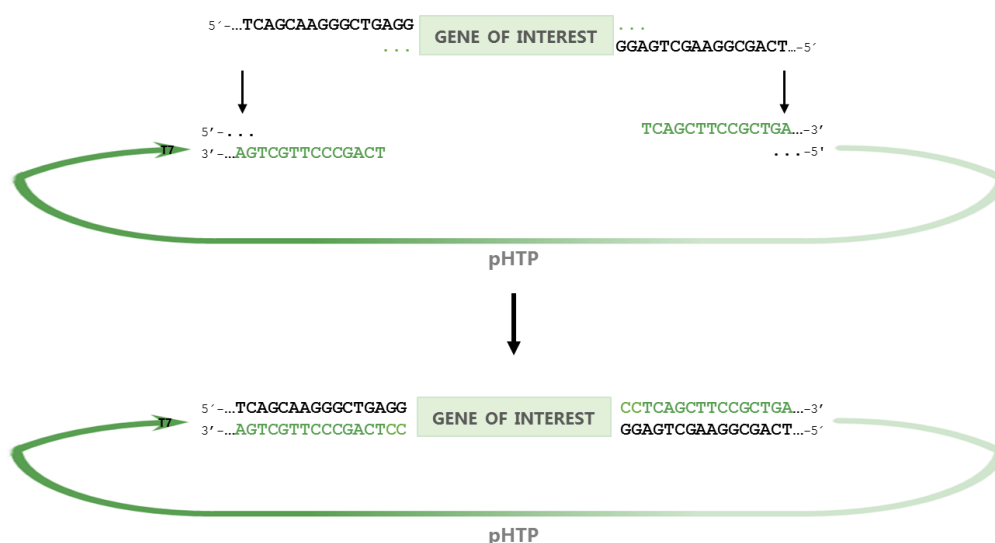 5´-…TCAGCAAGGGCTGAGG
...
GENE OF INTEREST
...
GGAGTCGAAGGCGACT…-5´
5’-...
3’-…AGTCGTTCCCGACT
T7
TCAGCTTCCGCTGA…-3’
...-5'
pHTP
5´-…TCAGCAAGGGCTGAGG
3’-…AGTCGTTCCCGACTCC
T7
GENE OF INTEREST
CCTCAGCTTCCGCTGA…-3’
GGAGTCGAAGGCGACT…-5´
pHTP